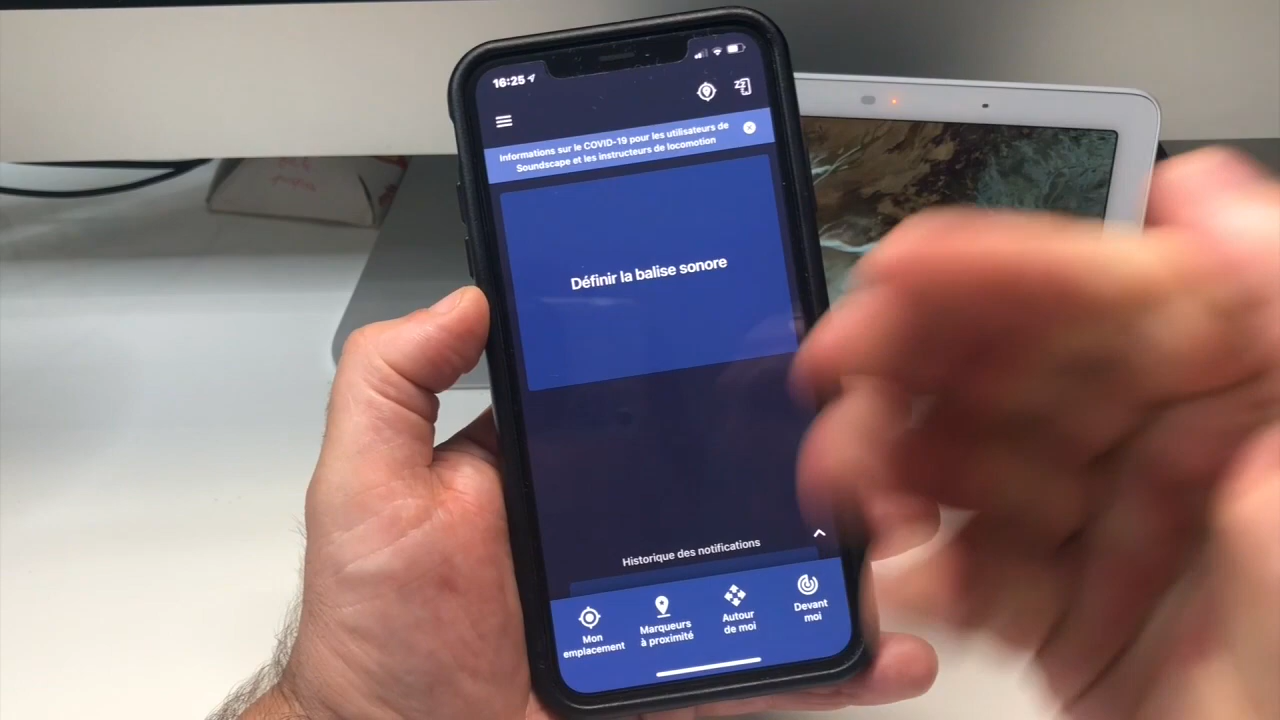 16:25
Informations sur le COVID-19 pour les utilisateurs de
Soundscape et les instructeurs de locomotion
Définir la balise sonore
Historique des notifications
Mon
emplacement
Marqueurs
à proximité
Autour
de moi
Devant
moi